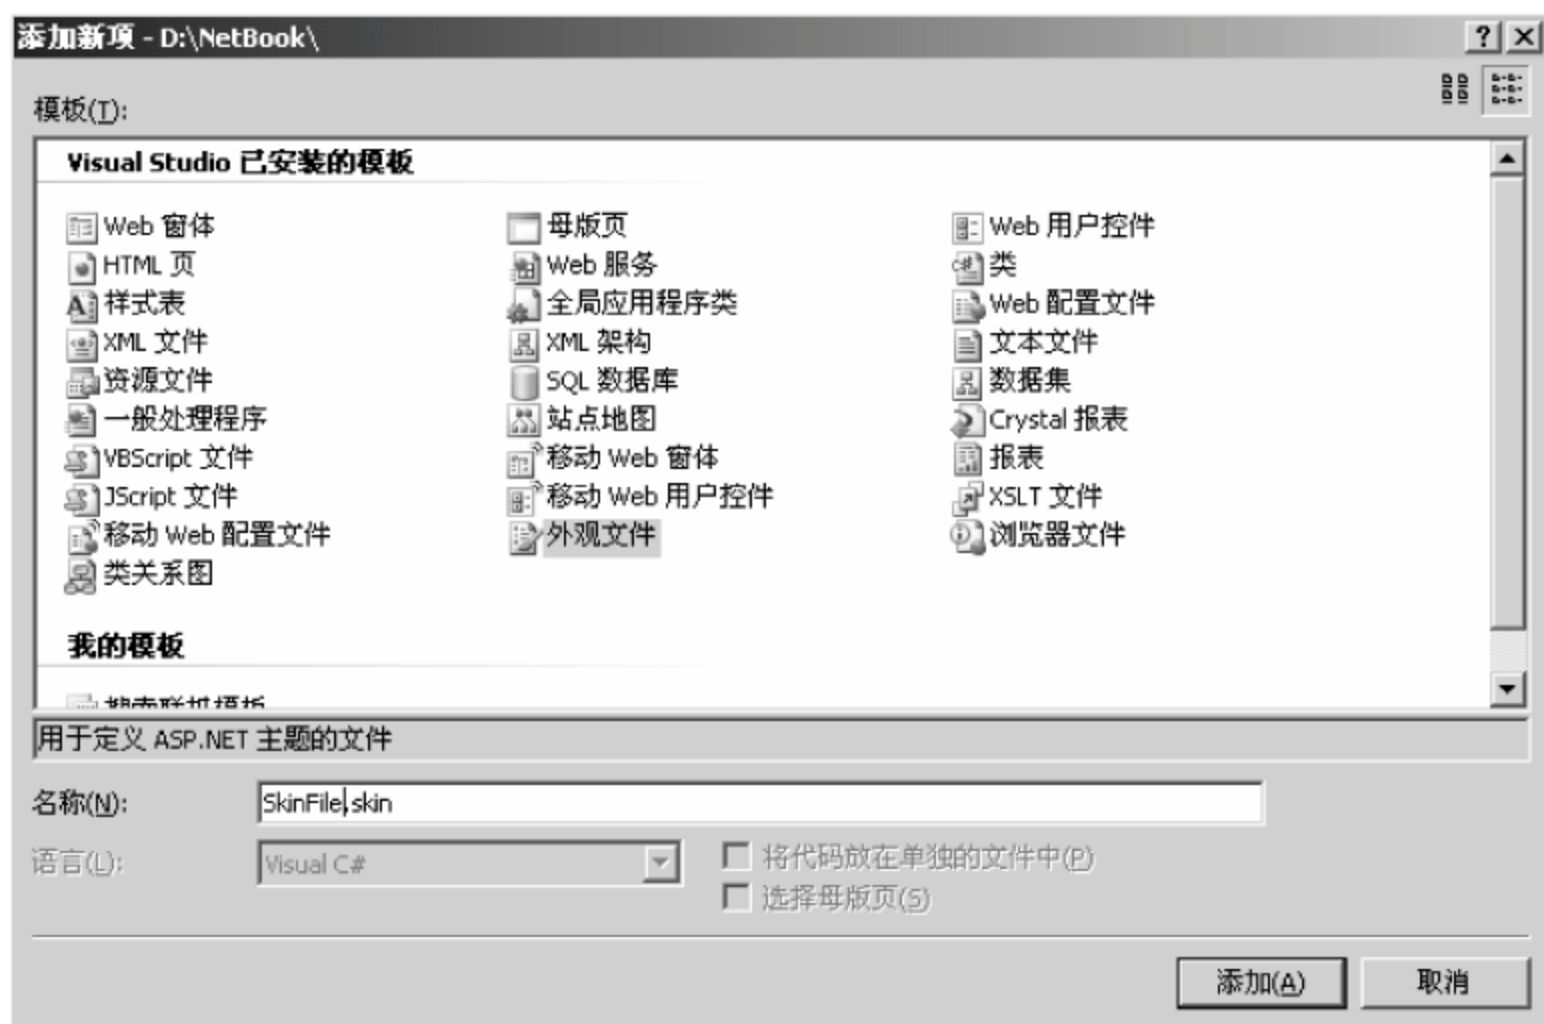 添加新项 - D:\NetBook\
模板(T):
Visual Studio 已安装的模板
Web 窗体 母版页 Web 用户控件
HTML 页 Web 服务 类
样式表 全局应用程序类 Web 配置文件
XML 文件 XML 架构 文本文件
资源文件 SQL 数据库 数据集
一般处理程序 站点地图 Crystal 报表
VBScript 文件 移动 Web 窗体 报表
JScript 文件 移动 Web 用户控件 XSLT 文件
移动 Web 配置文件 外观文件 浏览器文件
类关系图
我的模板
搜索联机模板
用于定义 ASP.NET 主题的文件
名称(N): SkinFile.skin
语言(L): Visual C# 将代码放在单独的文件中(P)
选择母版页(S)
添加(A) 取消